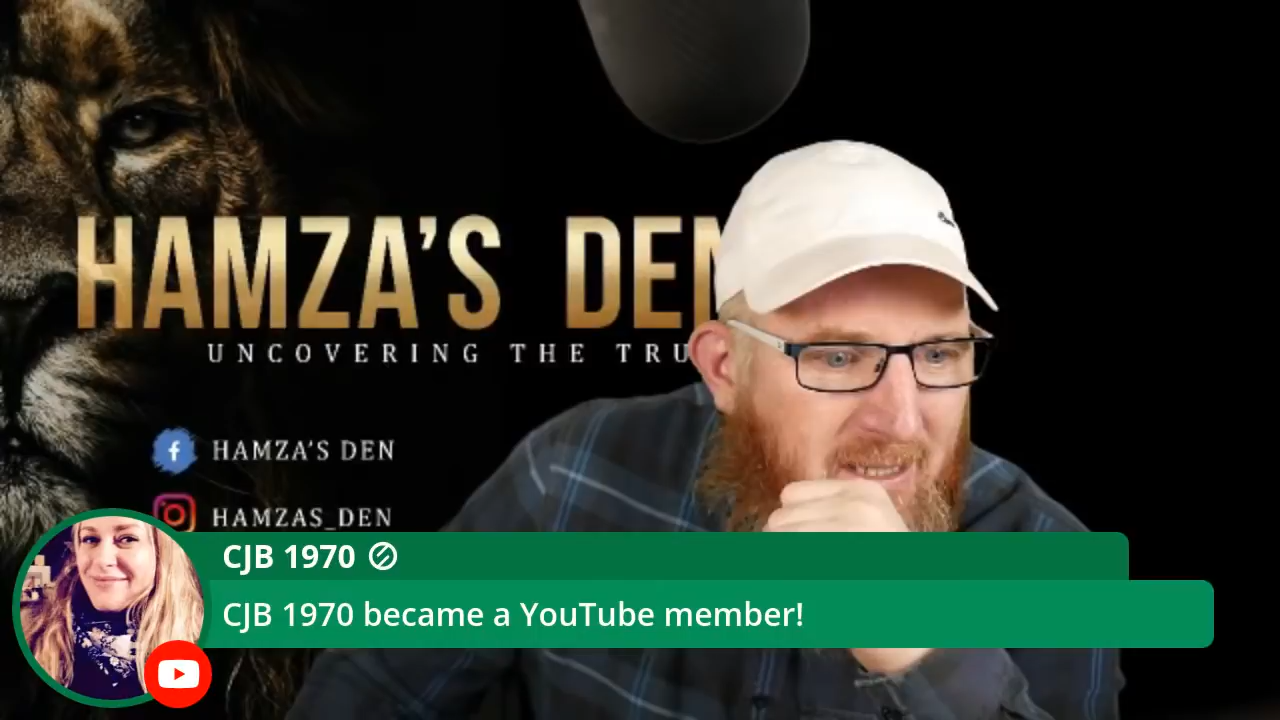 HAMZA'S DEN
UNCOVERING THE TRU
HAMZA'S DEN
HAMZAS_DEN
CJB 1970
CJB 1970 became a YouTube member!